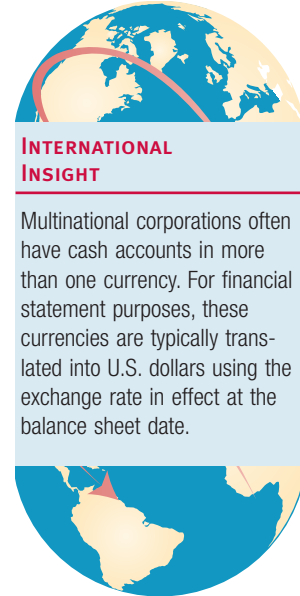 INTERNATIONAL
INSIGHT
Multinational corporations often
have cash accounts in more
than one currency. For financial
statement purposes, these
currencies are typically trans-
lated into U.S. dollars using the
exchange rate in effect at the
balance sheet date.